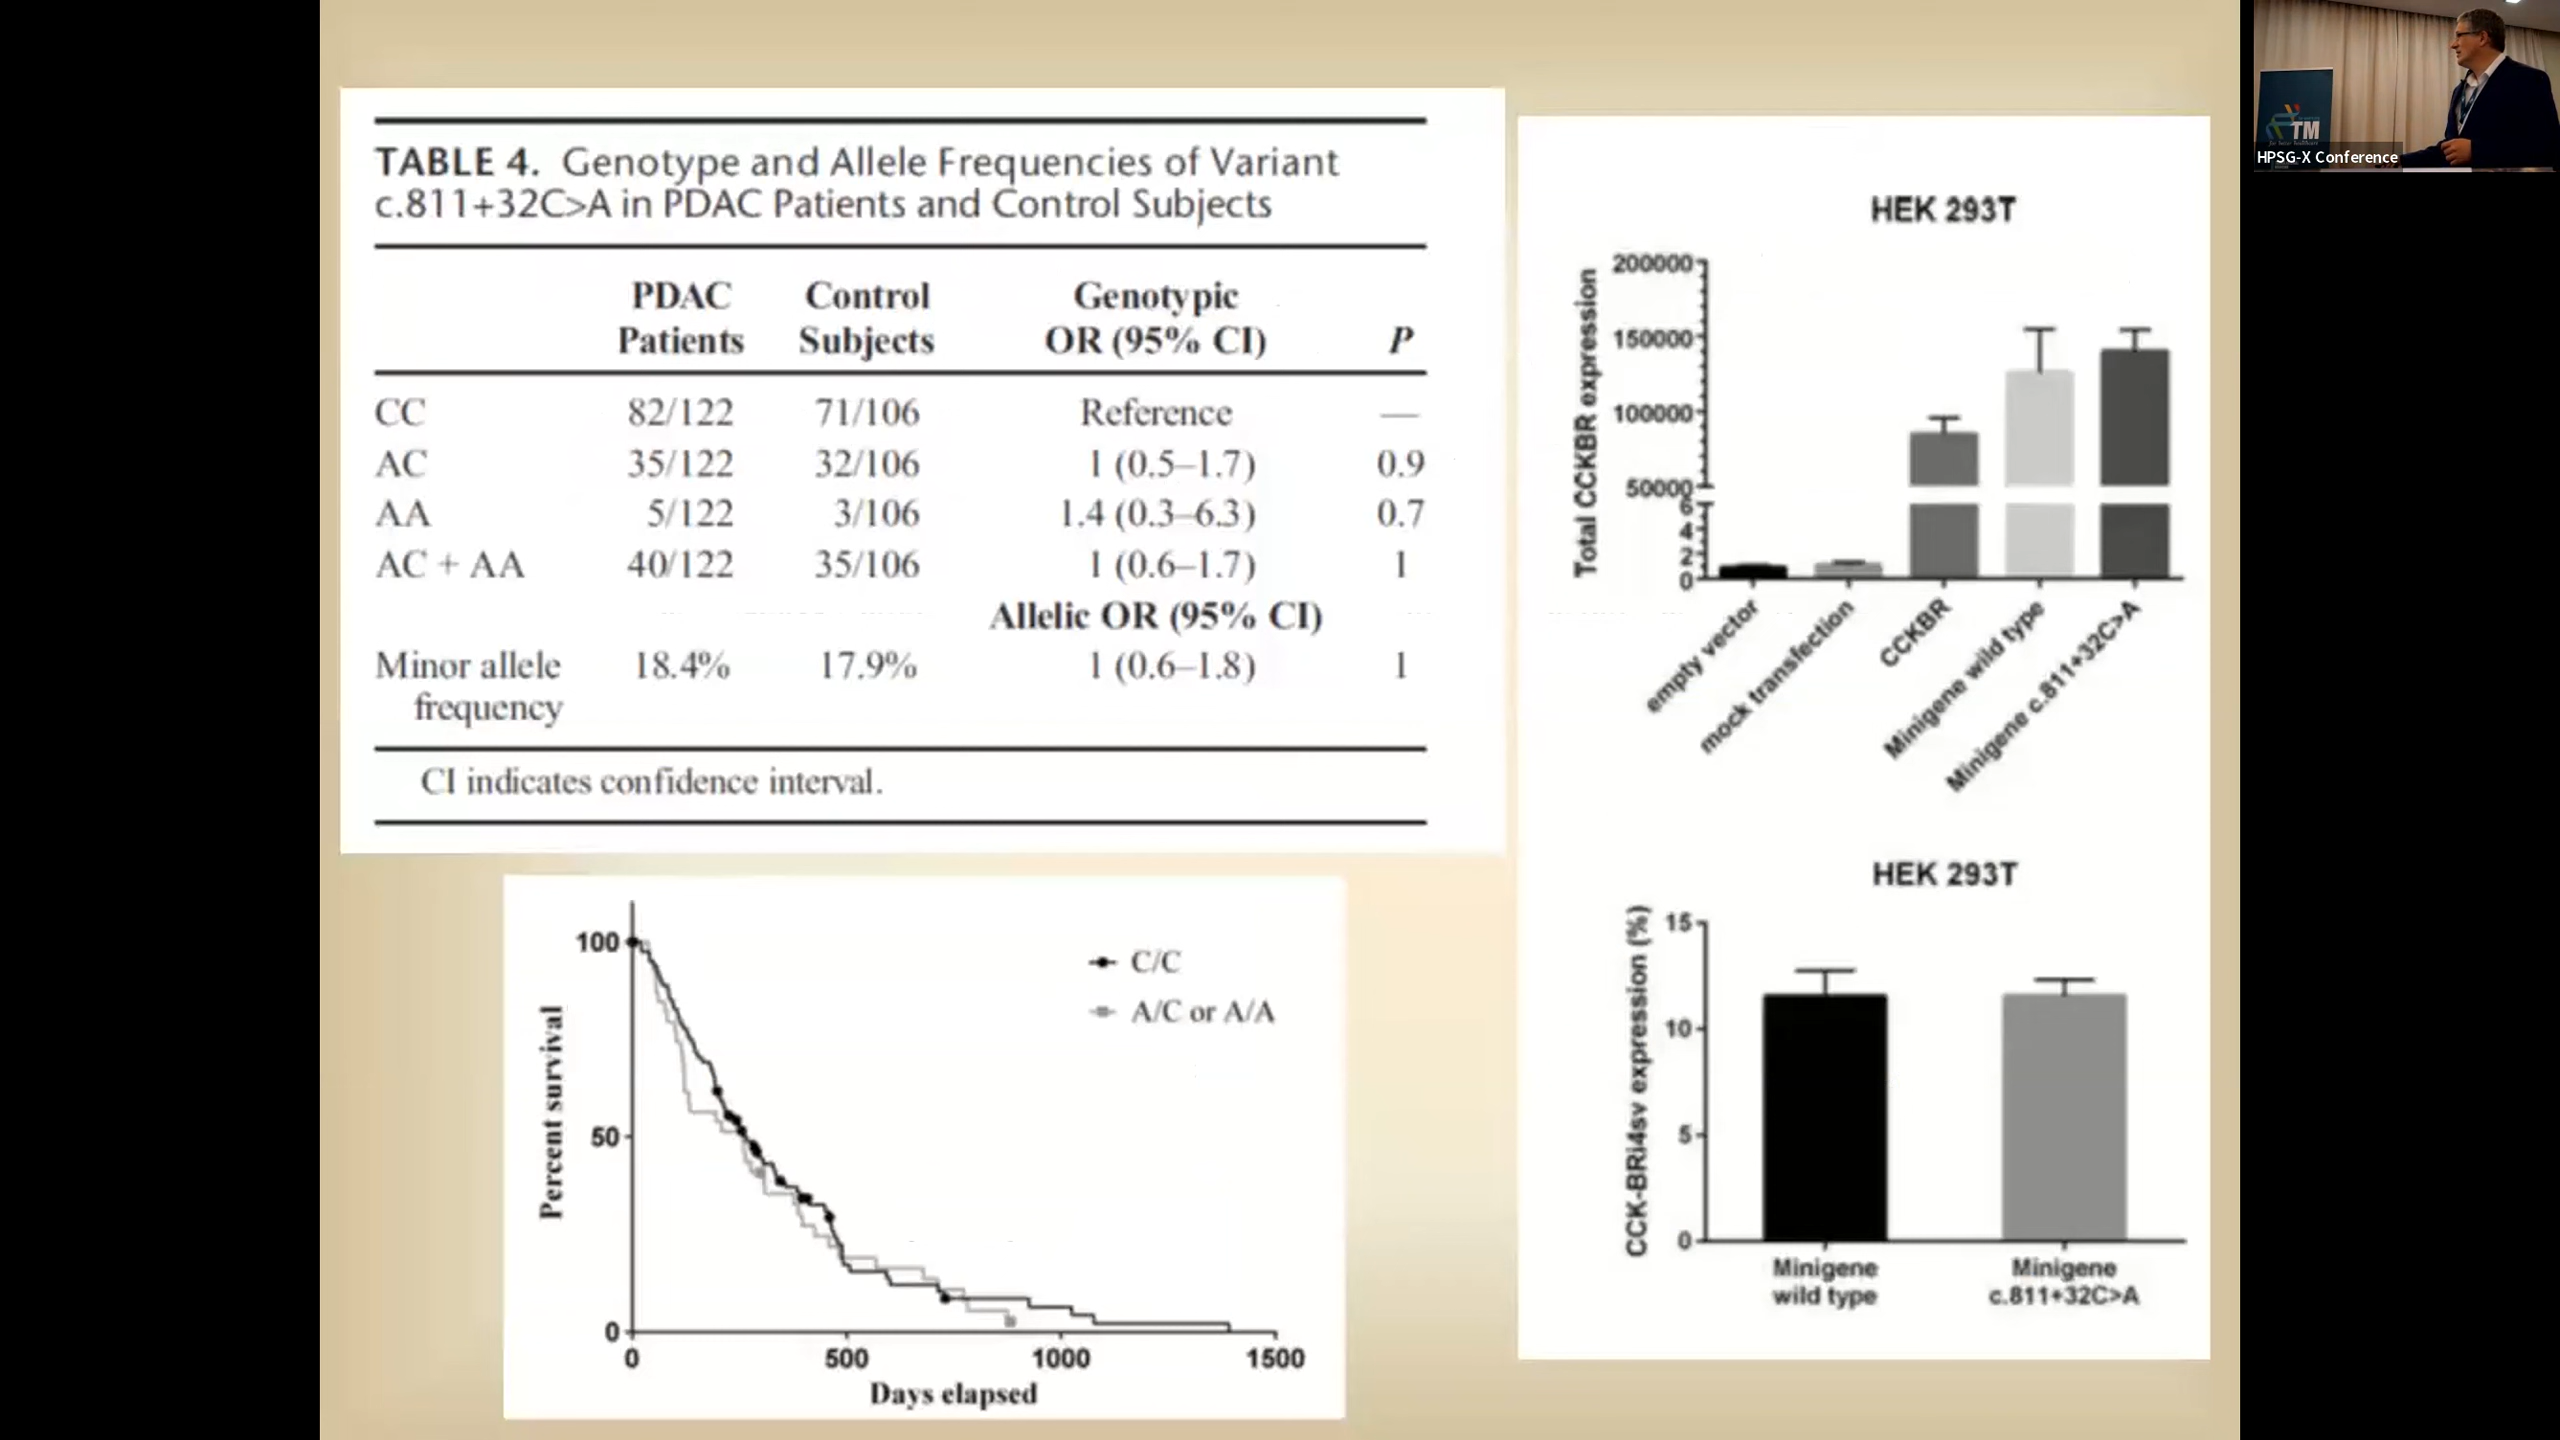 TABLE 4. Genotype and Allele Frequencies of Variant
c.811+32C>A in PDAC Patients and Control Subjects
PDAC Patients Control Subjects Genotypic OR (95% CI) P
CC 82/122 71/106 Reference —
AC 35/122 32/106 1 (0.5–1.7) 0.9
AA 5/122 3/106 1.4 (0.3–6.3) 0.7
AC + AA 40/122 35/106 1 (0.6–1.7) 1
Allelic OR (95% CI)
Minor allele frequency 18.4% 17.9% 1 (0.6–1.8) 1
CI indicates confidence interval.
100
50
0
Percent survival
C/C
A/C or A/A
0 500 1000 1500
Days elapsed
HEK 293T
Total CCKBR expression
200000
150000
100000
50000
6
4
2
0
empty vector
mock transfection
CCKBR
Minigene wild type
Minigene c.811+32C>A
HEK 293T
CCK-BRi4sv expression (%)
15
10
5
0
Minigene wild type
Minigene c.811+32C>A
TM
HPSG-X Conference